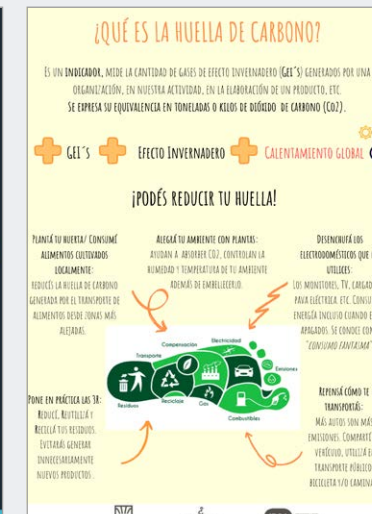 ¿QUÉ ES LA HUELLA DE CARBONO?
ES UN INDICADOR, MIDE LA CANTIDAD DE GASES DE EFECTO INVERNADERO (GEI´S) GENERADOS POR UNA
ORGANIZACIÓN, EN NUESTRA ACTIVIDAD, EN LA ELABORACIÓN DE UN PRODUCTO, ETC.
SE EXPRESA SU EQUIVALENCIA EN TONELADAS O KILOS DE DIÓXIDO DE CARBONO (CO2).
GEI´S EFECTO INVERNADERO CALENTAMIENTO GLOBAL
¡PODÉS REDUCIR TU HUELLA!
PLANTÁ TU HUERTA/ CONSUMÍ
ALIMENTOS CULTIVADOS
LOCALMENTE:
REDUCÍS LA HUELLA DE CARBONO
GENERADA POR EL TRANSPORTE DE
ALIMENTOS DESDE ZONAS MÁS
ALEJADAS.
ALEGRÁ TU AMBIENTE CON PLANTAS:
AYUDAN A ABSORBER CO2, CONTROLAN LA
HUMEDAD Y TEMPERATURA DE TU AMBIENTE
ADEMÁS DE EMBELLECERLO.
DESENCHUFÁ LOS
ELECTRODOMÉSTICOS QUE
UTILICES:
LOS MONITORES, TV, CARGAD
PAVA ELÉCTRICA ETC. CONSU
ENERGÍA INCLUSO CUANDO E
APAGADOS. SE CONOCE CO
"CONSUMO FANTASMA"
Transporte
Compensación
Electricidad
Emisiones
Residuos
Reciclaje
Gas
Combustibles
PONE EN PRÁCTICA LAS 3R:
REDUCÍ, REUTILIZÁ Y
RECICLÁ TUS RESIDUOS.
EVITARÁS GENERAR
INNECESARIAMENTE
NUEVOS PRODUCTOS.
REPENSÁ CÓMO TE
TRANSPORTÁS:
MÁS AUTOS SON MÁS
EMISIONES. COMPARTÍ
VEHÍCULO, UTILIZÁ E
TRANSPORTE PÚBLIC
BICICLETA Y/O CAMINÁ